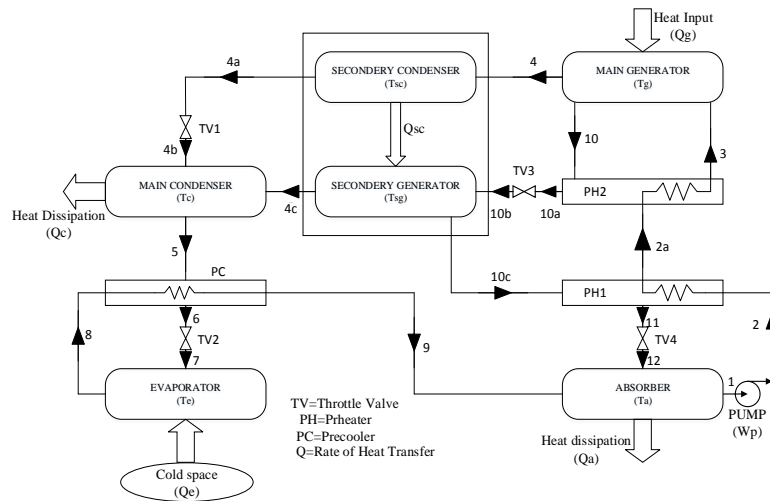 Heat Input
(Qg)
4a
SECONDERY CONDENSER
(Tsc)
4
MAIN GENERATOR
(Tg)
TV1
Qsc
10
3
4b
TV3
MAIN CONDENSER
(Tc)
SECONDERY GENERATOR
(Tsg)
4c
10b
10a
PH2
Heat Dissipation
(Qc)
5
2a
PC
10c
PH1
8
6
TV2
7
9
11
TV4
12
2
EVAPORATOR
(Te)
ABSORBER
(Ta)
1
PUMP
(Wp)
TV=Throttle Valve
PH=Prheater
PC=Precooler
Q=Rate of Heat Transfer
Heat dissipation
(Qa)
Cold space
(Qe)